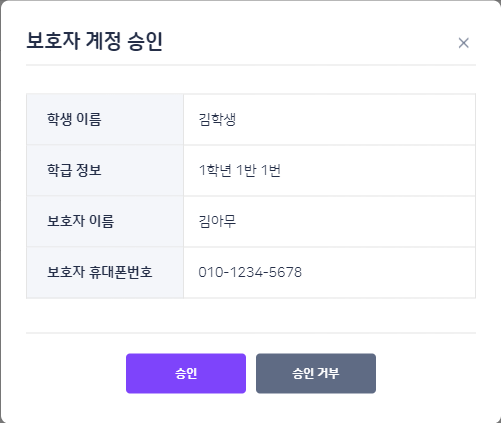 보호자 계정 승인
학생 이름 김학생
학급 정보 1학년 1반 1번
보호자 이름 김아무
보호자 휴대폰번호 010-1234-5678
승인 승인 거부